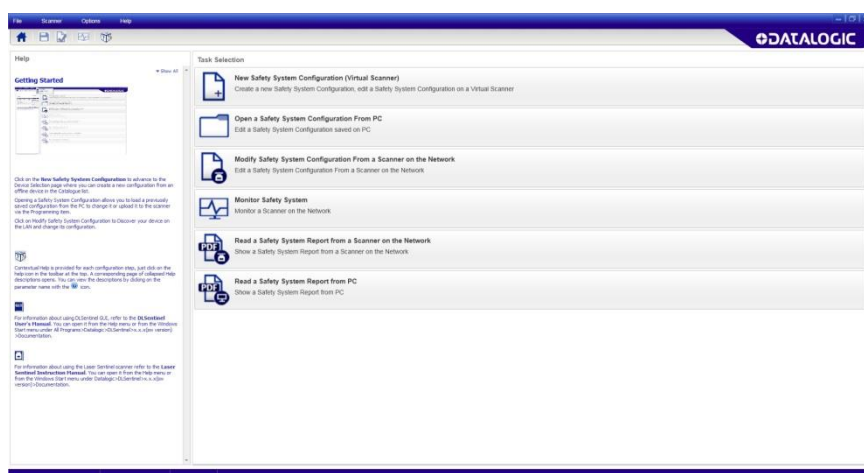 File Scanner Options Help
DATALOGIC
Help
Show All
Getting Started
Click on the New Safety System Configuration to advance to the
Device Selection page where you can create a new configuration from an
offline device in the Catalogue list.
Opening a Safety System Configuration allows you to load a previously
saved configuration from the PC to change it or upload it to the scanner
via the Programming item.
Click on Modify Safety System Configuration to Discover your device on
the LAN and change its configuration.
Contextual Help is provided for each configuration step, just click on the
help icon in the toolbar at the top. A corresponding page of collapsed Help
descriptions opens. You can view the descriptions by clicking on the
parameter name with the icon.
For information about using DLSentinel GUI, refer to the DLSentinel
User's Manual. You can open it from the Help menu or from the Windows
Start menu under All Programs>Datalogic>DLSentinel>x.x.x(sw version)
>Documentation.
For information about using the Laser Sentinel scanner refer to the Laser
Sentinel Instruction Manual. You can open it from the Help menu or
from the Windows Start menu under Datalogic>DLSentinel>x.x.x(sw
version)>Documentation.
Task Selection
New Safety System Configuration (Virtual Scanner)
Create a new Safety System Configuration, edit a Safety System Configuration on a Virtual Scanner
Open a Safety System Configuration From PC
Edit a Safety System Configuration saved on PC
Modify Safety System Configuration From a Scanner on the Network
Edit a Safety System Configuration From a Scanner on the Network
Monitor Safety System
Monitor a Scanner on the Network
PDF
Read a Safety System Report from a Scanner on the Network
Show a Safety System Report from a Scanner on the Network
PDF
Read a Safety System Report from PC
Show a Safety System Report from PC